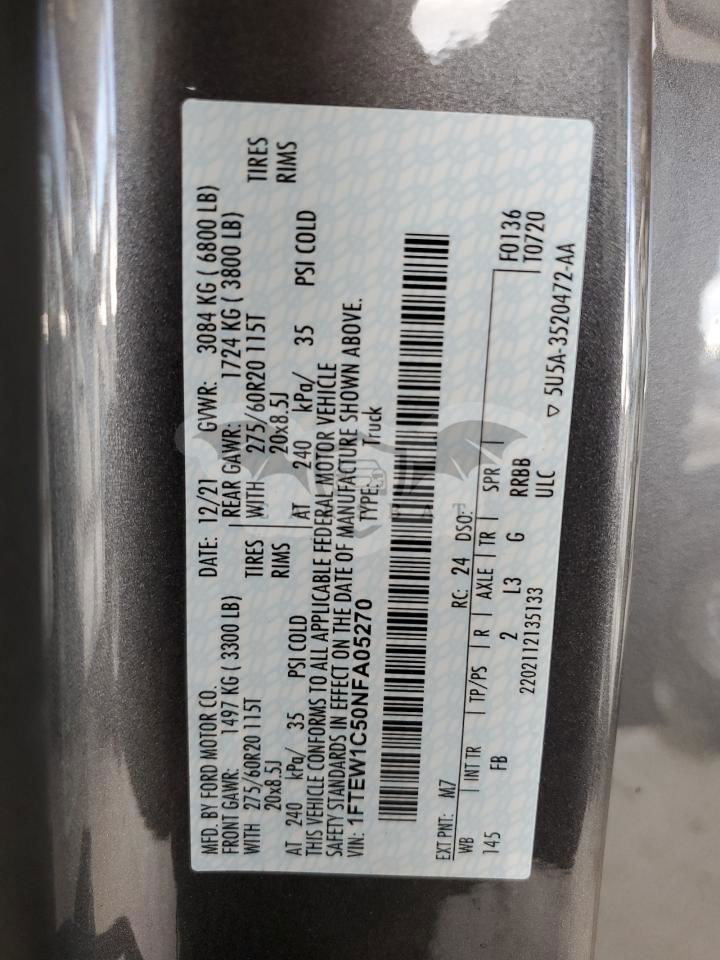 MFD. BY FORD MOTOR CO. DATE: 12/21 GVWR: 3084 KG ( 6800 LB)
FRONT GAWR: 1497 KG ( 3300 LB) REAR GAWR: 1724 KG ( 3800 LB)
WITH 275/60R20 115T TIRES WITH 275/60R20 115T TIRES
20x8.5J RIMS 20x8.5J RIMS
AT 240 kPa/ 35 PSI COLD AT 240 kPa/ 35 PSI COLD
THIS VEHICLE CONFORMS TO ALL APPLICABLE FEDERAL MOTOR VEHICLE
SAFETY STANDARDS IN EFFECT ON THE DATE OF MANUFACTURE SHOWN ABOVE.
VIN: 1FTEW1C50NFA05270 TYPE: Truck
EXT PNT: M7 RC: 24 DSO: F0136
WB INT TR TP/PS R AXLE TR SPR T0720
145 FB 2 L3 G RRBB
2202112135133 ULC
▽ 5U5A-3520472-AA